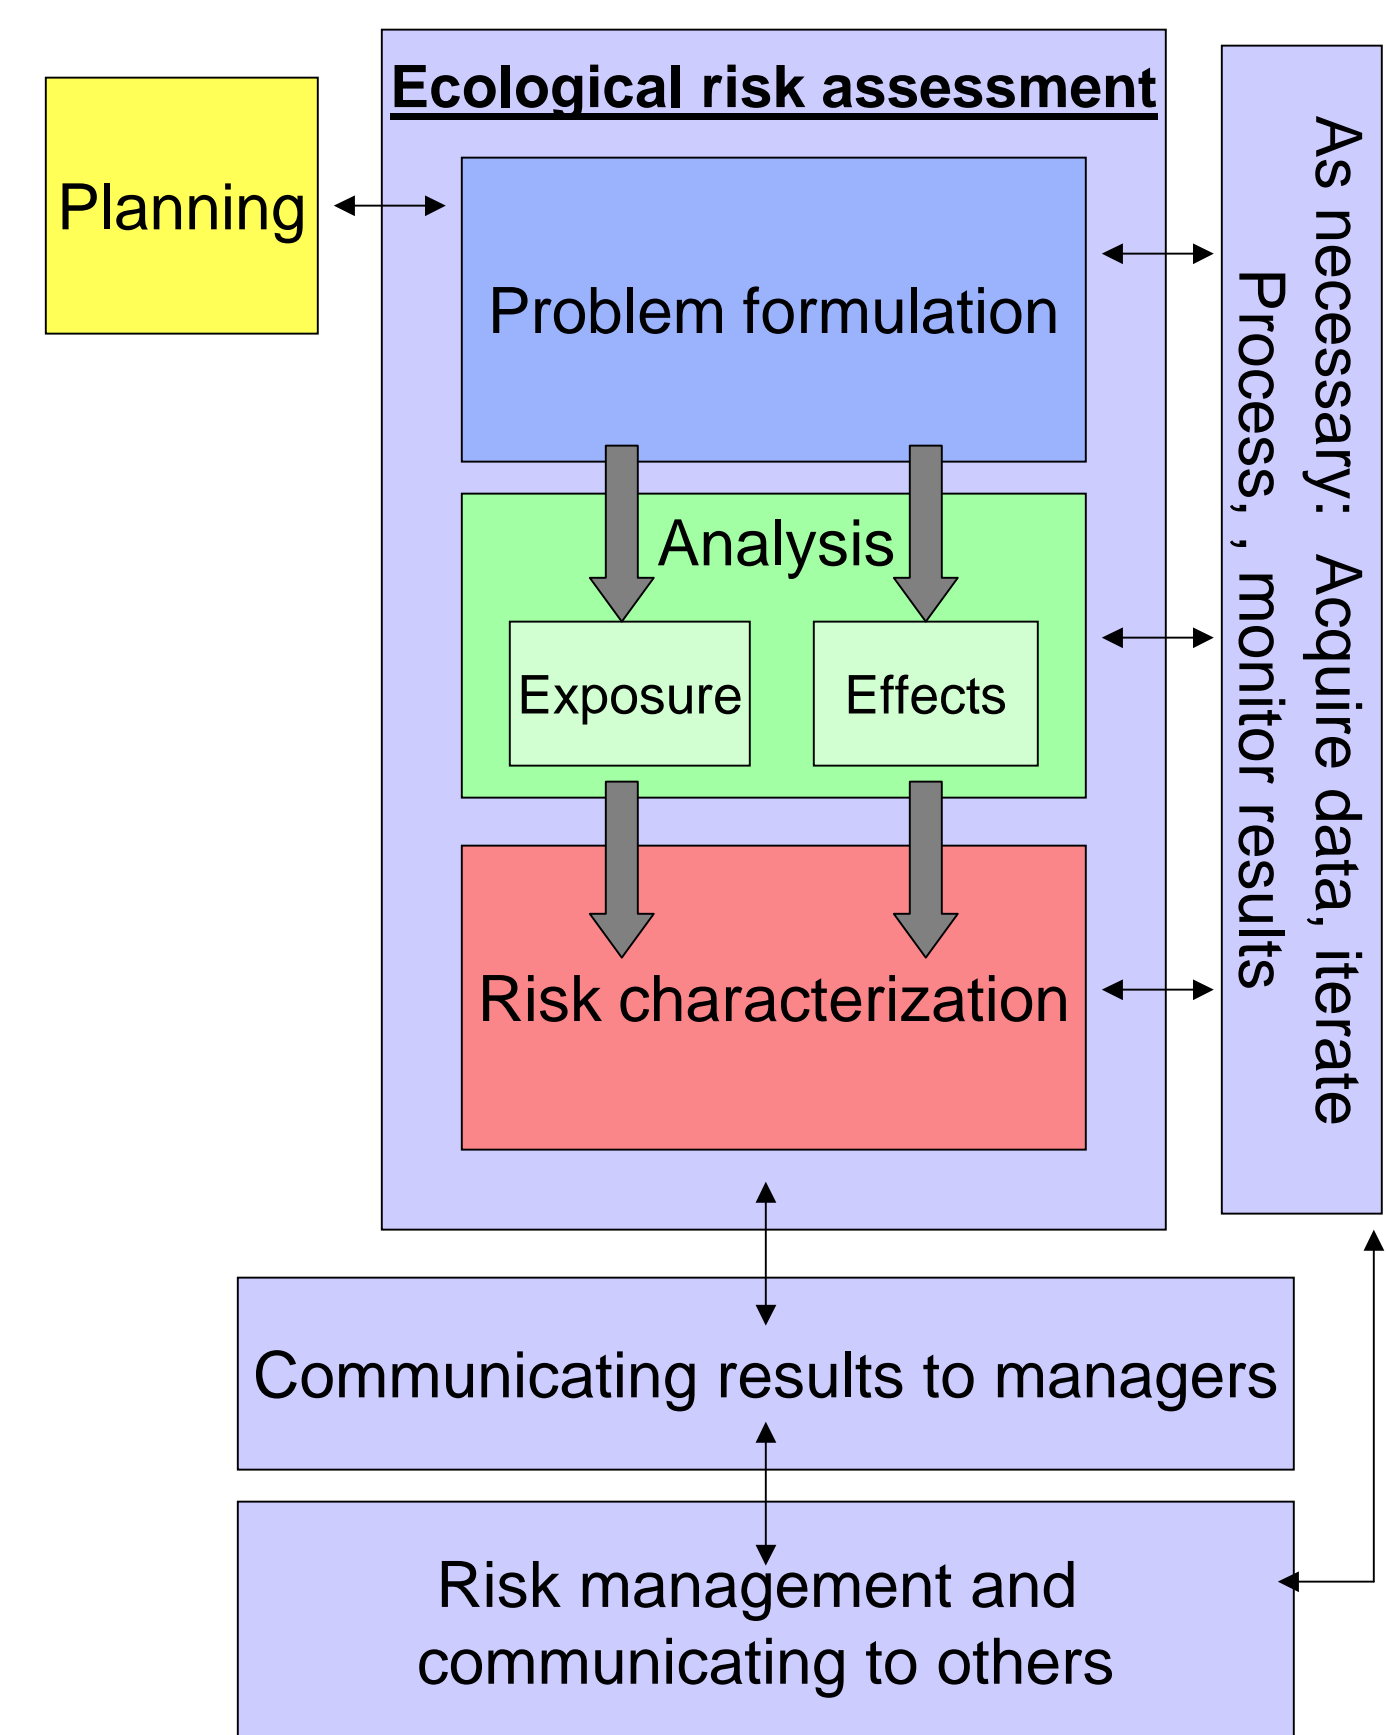 Ecological risk assessment
Planning
Problem formulation
Analysis
Exposure
Effects
Risk characterization
As necessary: Acquire data, iterate
Process, , monitor results
Communicating results to managers
Risk management and
communicating to others